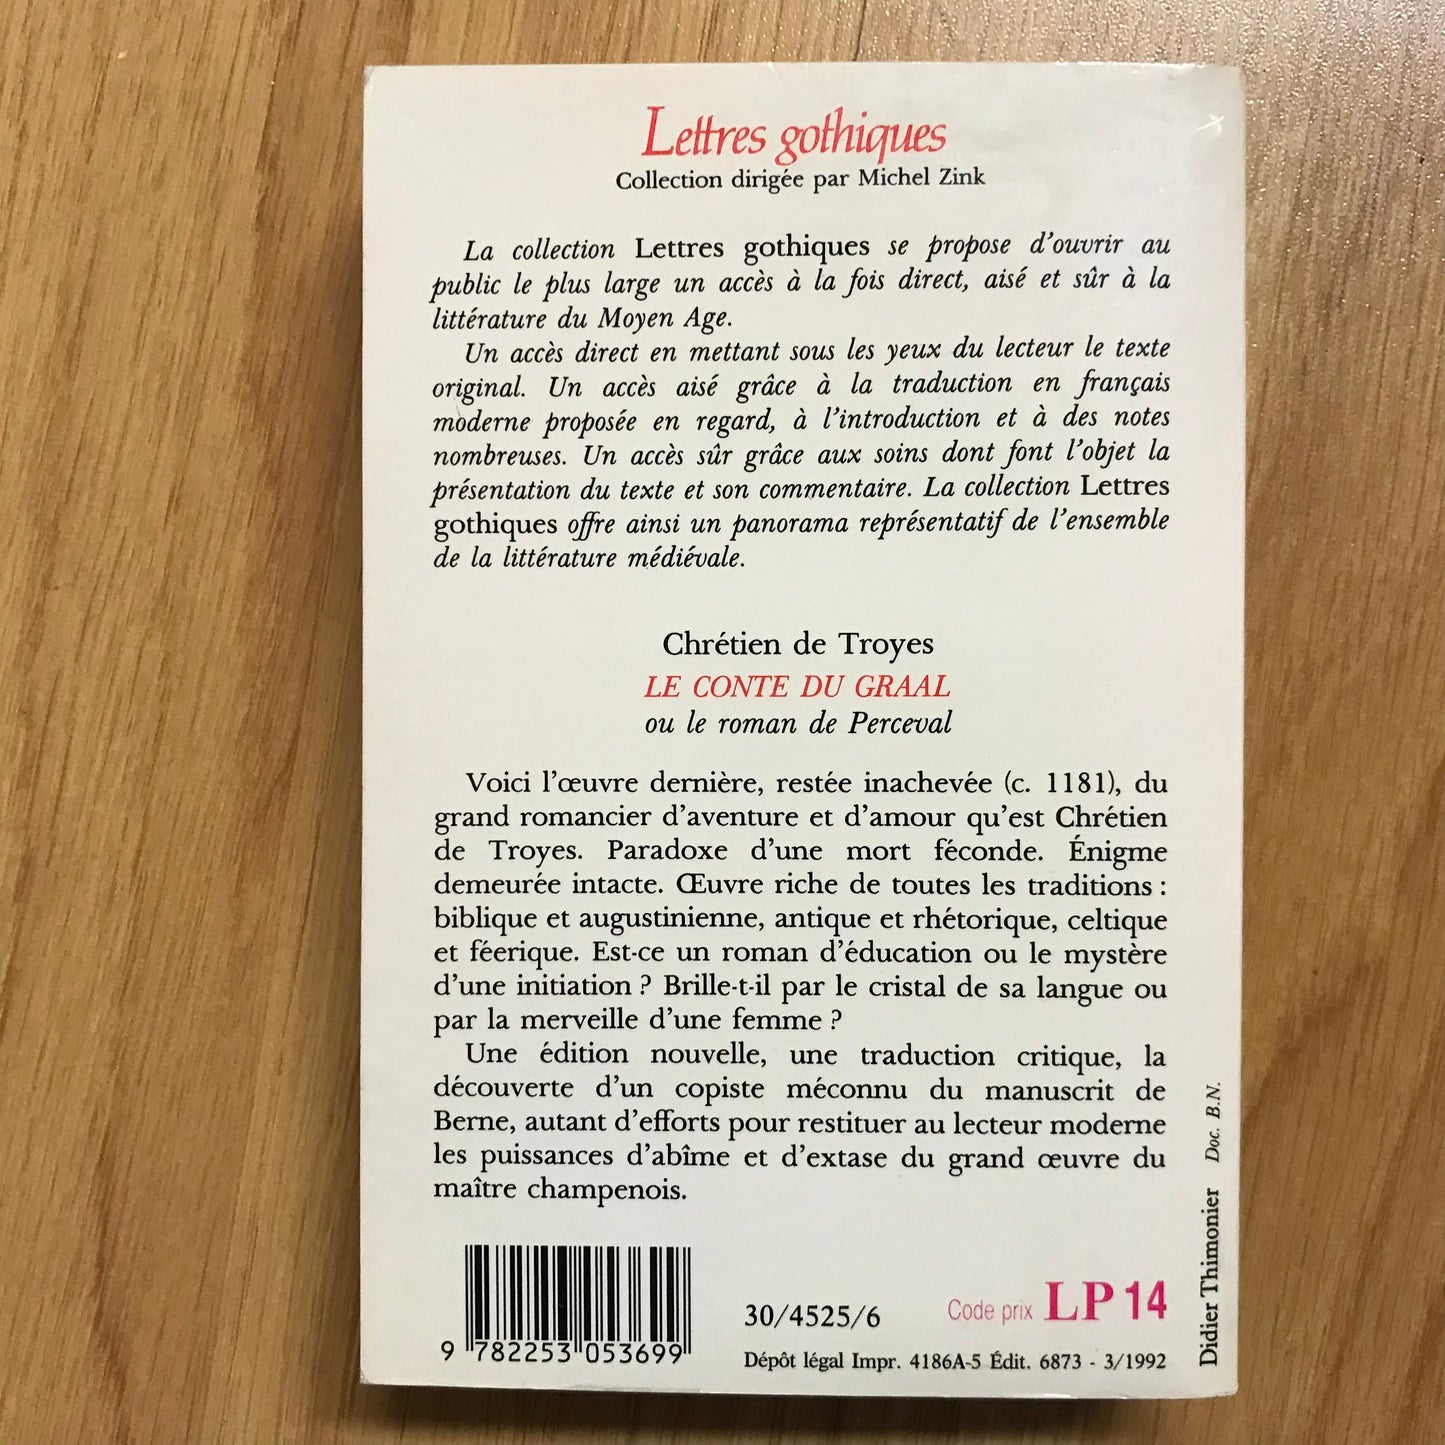 Lettres gothiques
Collection dirigée par Michel Zink
La collection Lettres gothiques se propose d'ouvrir au
public le plus large un accès à la fois direct, aisé et sûr à la
littérature du Moyen Age.
Un accès direct en mettant sous les yeux du lecteur le texte
original. Un accès aisé grâce à la traduction en français
moderne proposée en regard, à l'introduction et à des notes
nombreuses. Un accès sûr grâce aux soins dont font l'objet la
présentation du texte et son commentaire. La collection Lettres
gothiques offre ainsi un panorama représentatif de l'ensemble
de la littérature médiévale.
Chrétien de Troyes
LE CONTE DU GRAAL
ou le roman de Perceval
Voici l'œuvre dernière, restée inachevée (c. 1181), du
grand romancier d'aventure et d'amour qu'est Chrétien
de Troyes. Paradoxe d'une mort féconde. Énigme
demeurée intacte. Œuvre riche de toutes les traditions :
biblique et augustinienne, antique et rhétorique, celtique
et féerique. Est-ce un roman d'éducation ou le mystère
d'une initiation ? Brille-t-il par le cristal de sa langue ou
par la merveille d'une femme ?
Une édition nouvelle, une traduction critique, la
découverte d'un copiste méconnu du manuscrit de
Berne, autant d'efforts pour restituer au lecteur moderne
les puissances d'abîme et d'extase du grand œuvre du
maître champenois.
9 782253 053699
30/4525/6
Code prix LP 14
Dépôt légal Impr. 4186A-5 Édit. 6873 - 3/1992
Didier Thimonier Doc. B.N.